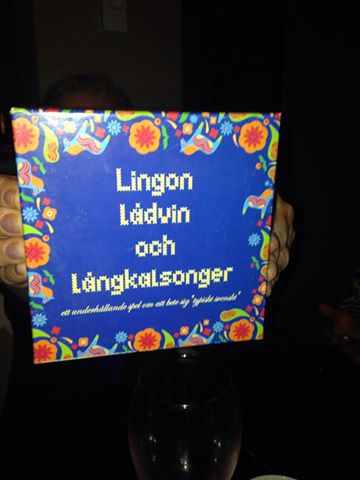 Lingon
lådvin
och
långkalsonger
ett underhållande spel om att bete sig "typiskt svenskt"